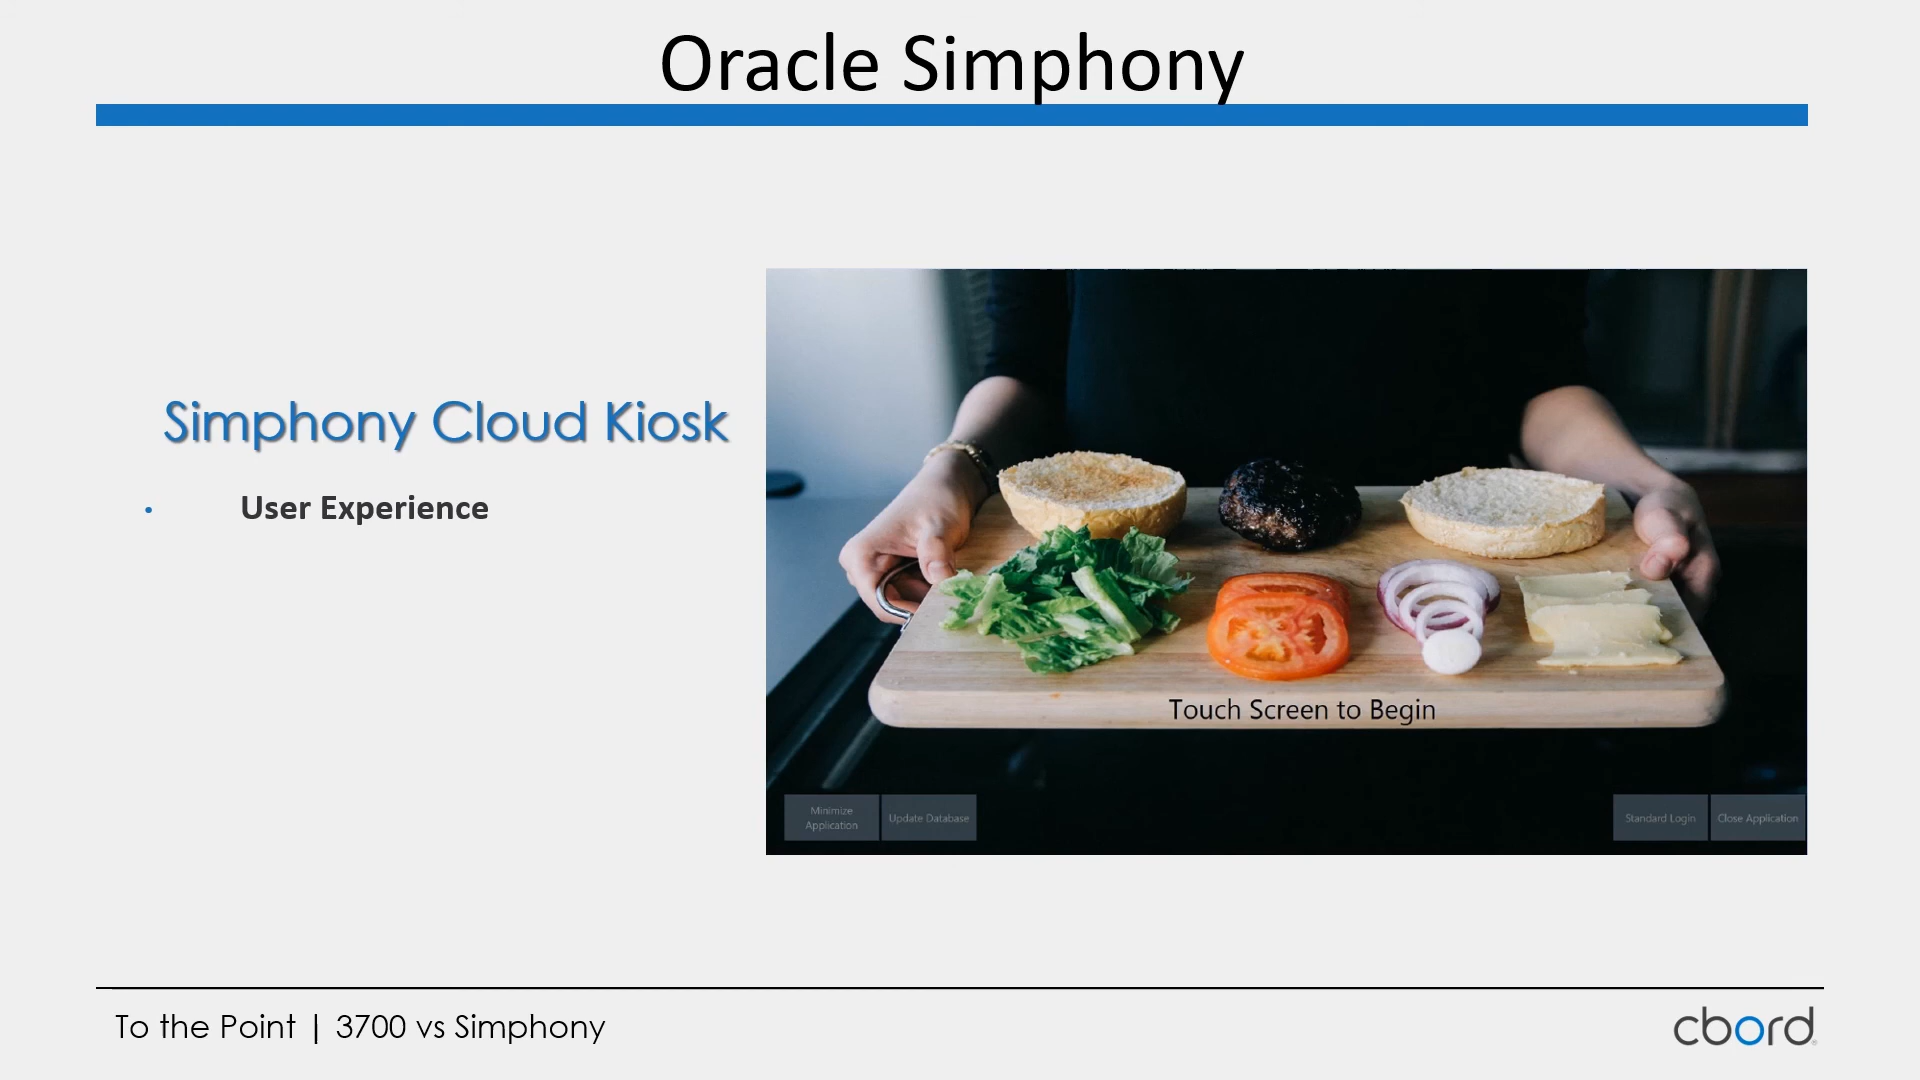 Oracle Simphony
Simphony Cloud Kiosk
• User Experience
Touch Screen to Begin
Minimize
Application
Update Database
Standard Login
Close Application
To the Point | 3700 vs Simphony
cbord